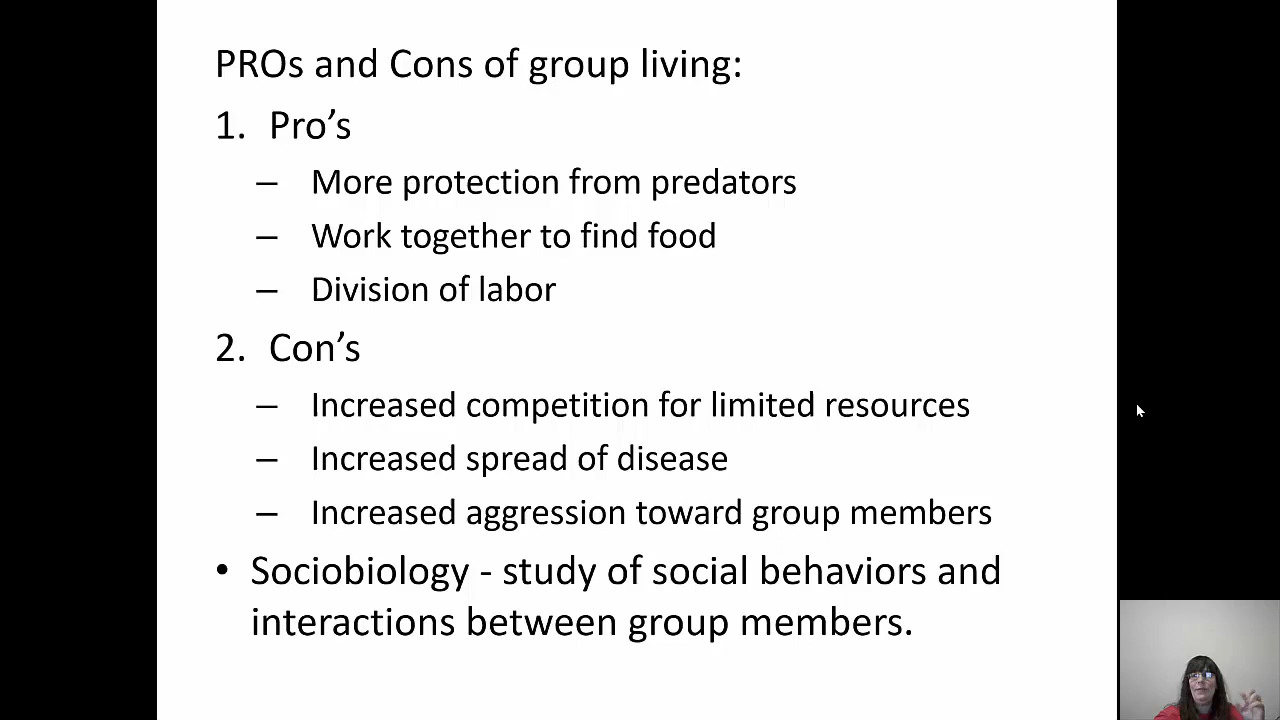 PROs and Cons of group living:
1. Pro’s
– More protection from predators
– Work together to find food
– Division of labor
2. Con’s
– Increased competition for limited resources
– Increased spread of disease
– Increased aggression toward group members
• Sociobiology - study of social behaviors and
interactions between group members.